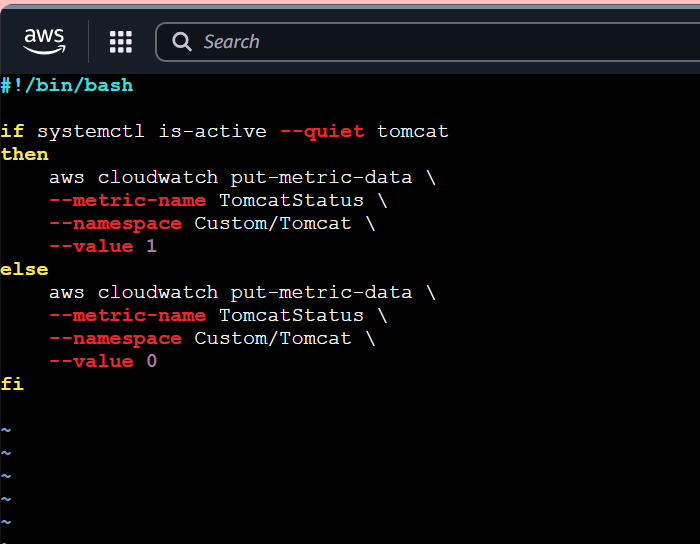 aws
Search
#!/bin/bash
if systemctl is-active --quiet tomcat
then
    aws cloudwatch put-metric-data \
    --metric-name TomcatStatus \
    --namespace Custom/Tomcat \
    --value 1
else
    aws cloudwatch put-metric-data \
    --metric-name TomcatStatus \
    --namespace Custom/Tomcat \
    --value 0
fi
~
~
~
~
~